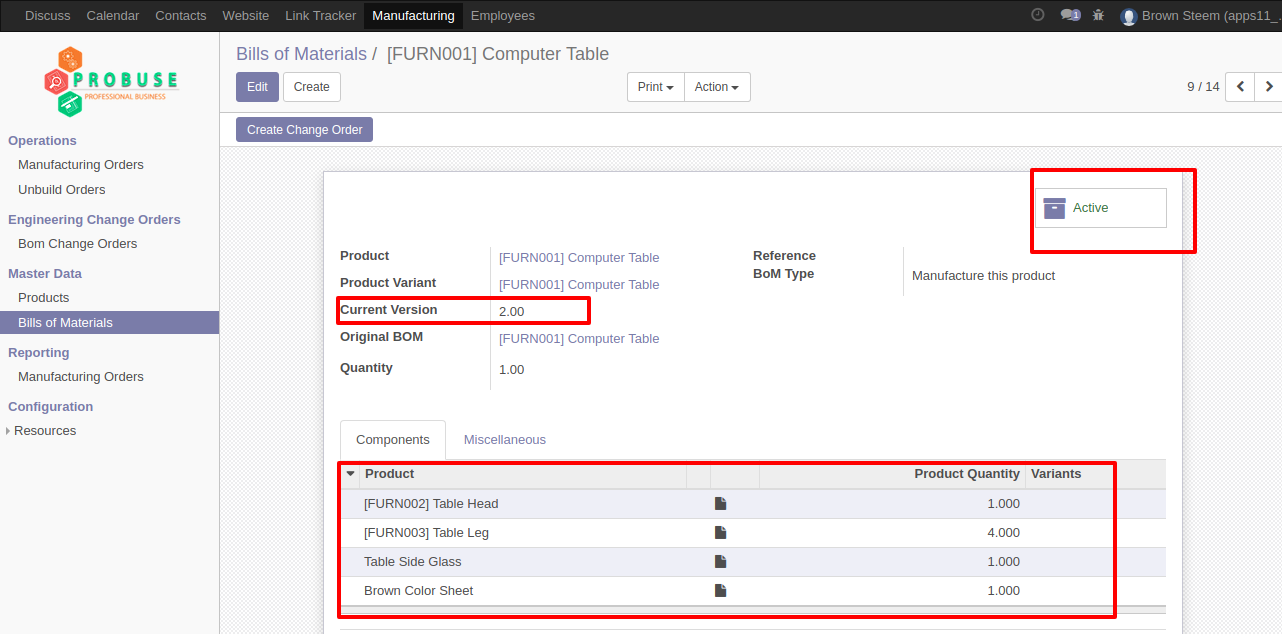 Discuss Calendar Contacts Website Link Tracker Manufacturing Employees 1 Brown Steem (apps11_
PROBUSE
PROFESSIONAL BUSINESS
Operations
Manufacturing Orders
Unbuild Orders
Engineering Change Orders
Bom Change Orders
Master Data
Products
Bills of Materials
Reporting
Manufacturing Orders
Configuration
Resources
Bills of Materials / [FURN001] Computer Table
Edit Create Print Action 9 / 14
Create Change Order
Active
Product [FURN001] Computer Table
Product Variant [FURN001] Computer Table
Current Version 2.00
Original BOM [FURN001] Computer Table
Quantity 1.00
Reference
BoM Type Manufacture this product
Components Miscellaneous
Product Product Quantity Variants
[FURN002] Table Head 1.000
[FURN003] Table Leg 4.000
Table Side Glass 1.000
Brown Color Sheet 1.000